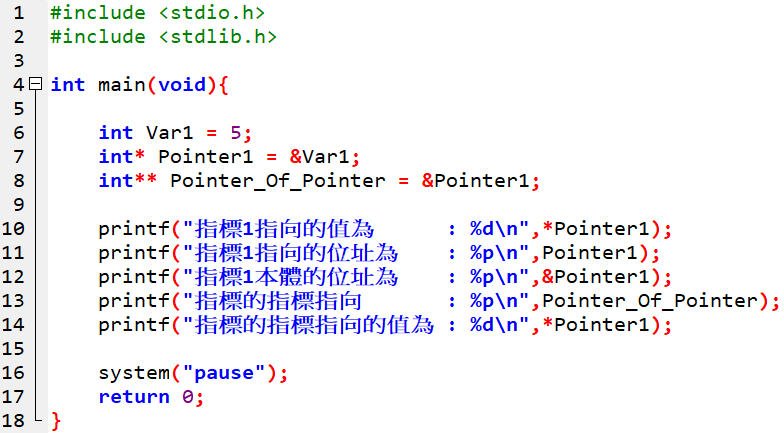 1 #include <stdio.h>
2 #include <stdlib.h>
3
4 int main(void){
5
6     int Var1 = 5;
7     int* Pointer1 = &Var1;
8     int** Pointer_Of_Pointer = &Pointer1;
9
10     printf("指標1指向的值為      : %d\n",*Pointer1);
11     printf("指標1指向的位址為    : %p\n",Pointer1);
12     printf("指標1本體的位址為    : %p\n",&Pointer1);
13     printf("指標的指標指向       : %p\n",Pointer_Of_Pointer);
14     printf("指標的指標指向的值為 : %d\n",*Pointer1);
15
16     system("pause");
17     return 0;
18 }